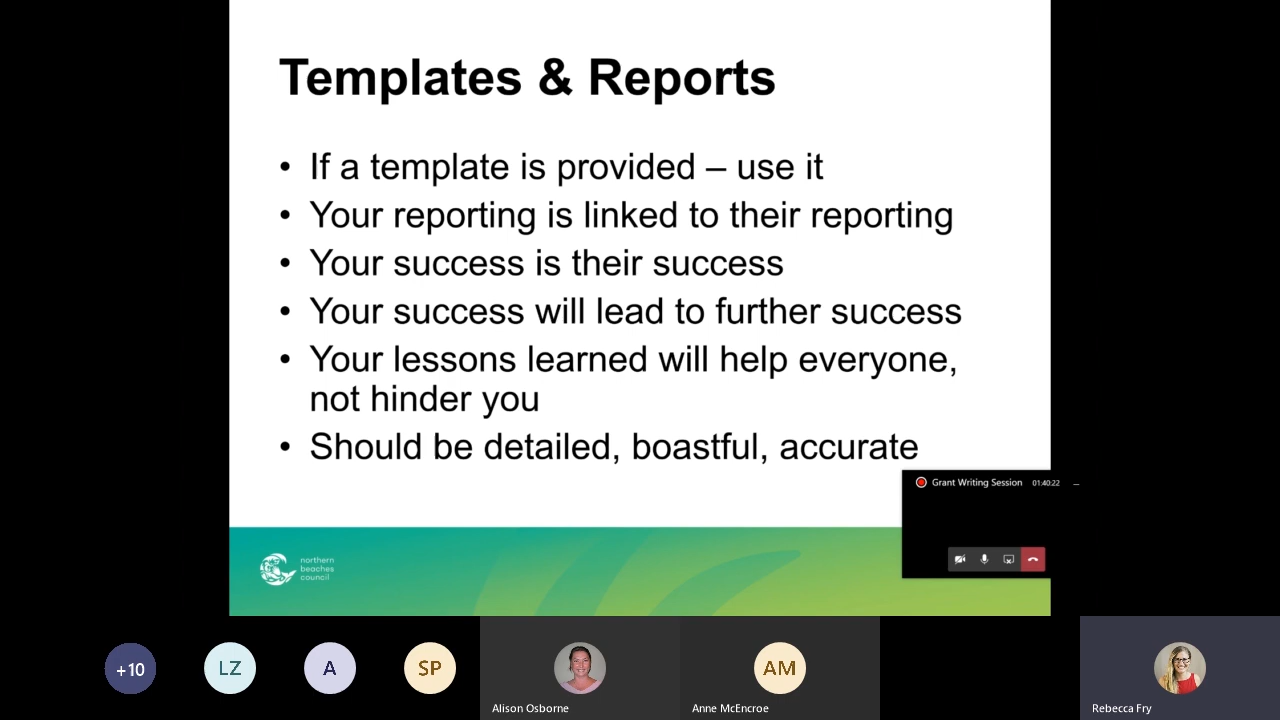 Templates & Reports
• If a template is provided – use it
• Your reporting is linked to their reporting
• Your success is their success
• Your success will lead to further success
• Your lessons learned will help everyone,
not hinder you
• Should be detailed, boastful, accurate
Grant Writing Session 01:40:22 ...
northern
beaches
council
+10
LZ
A
SP
AM
Alison Osborne
Anne McEncroe
Rebecca Fry